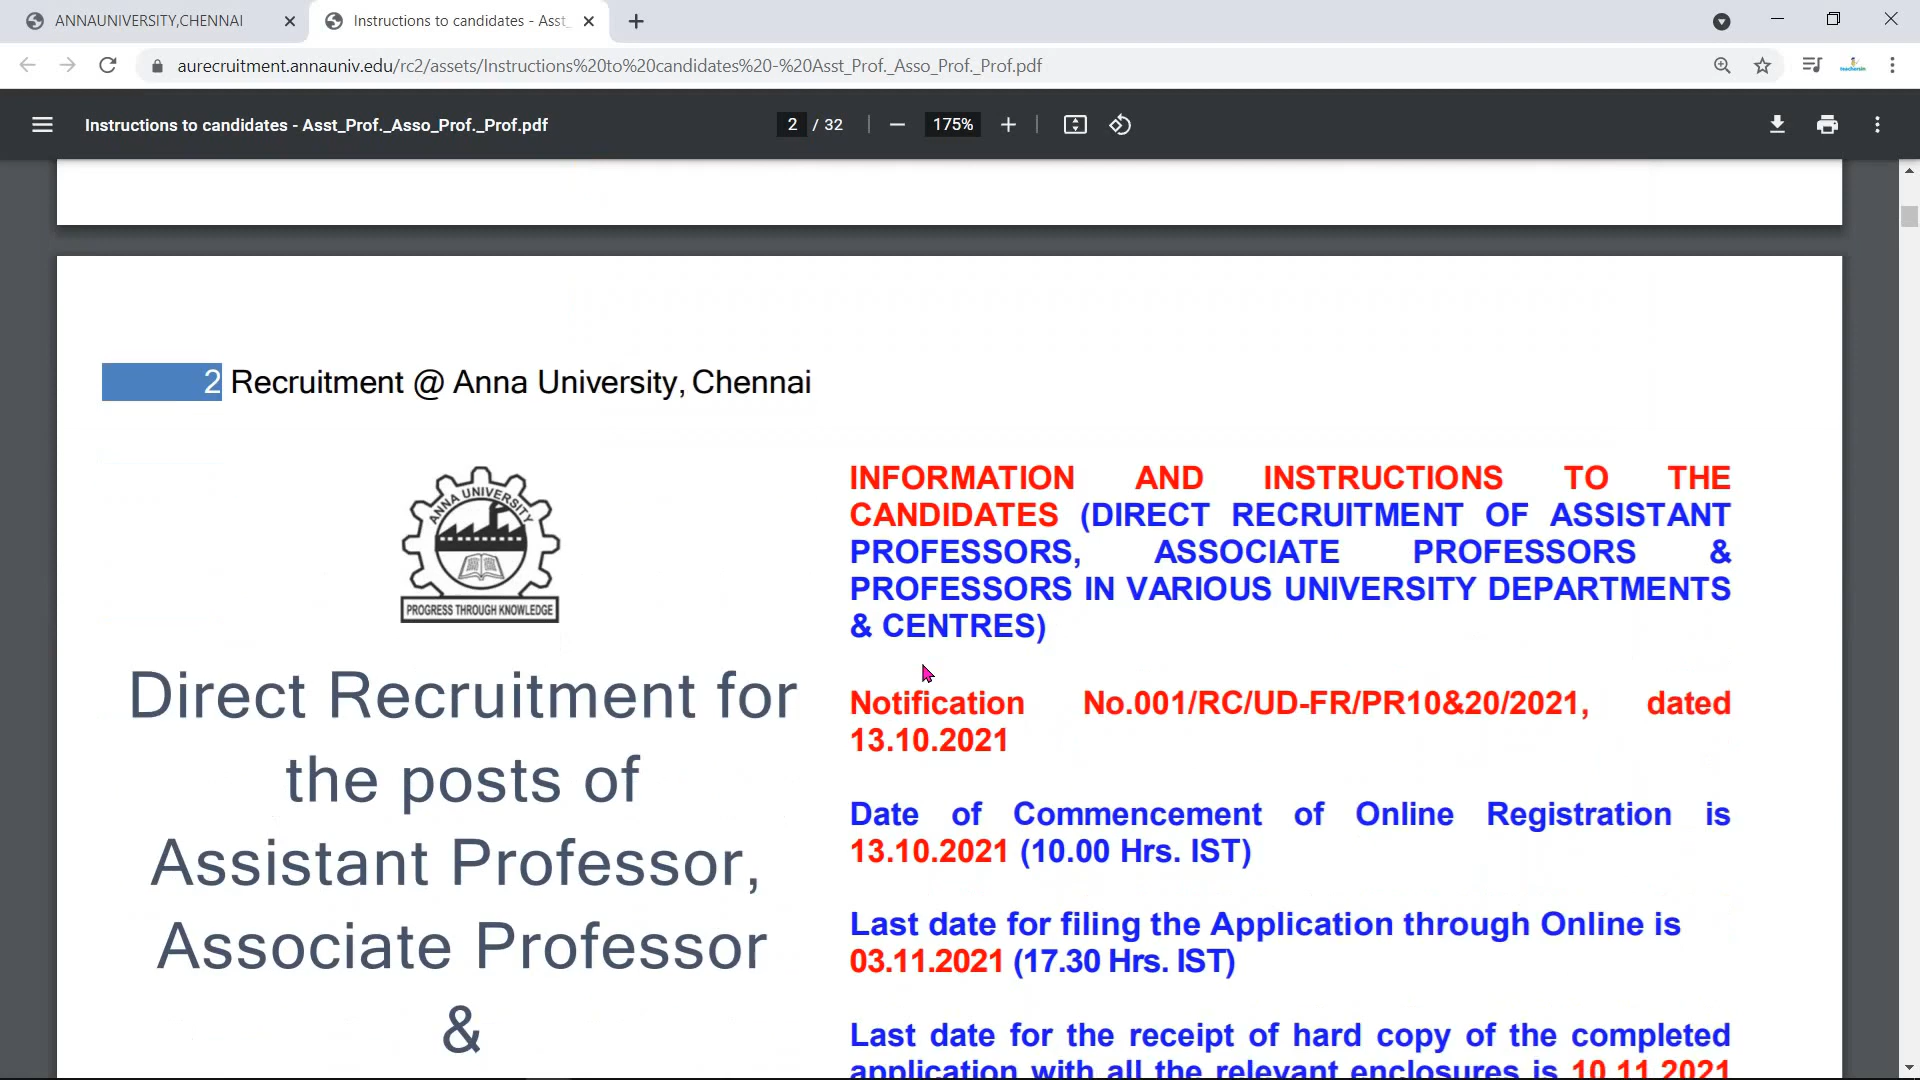 ANNAUNIVERSITY,CHENNAI
Instructions to candidates - Asst_
aurecruitment.annauniv.edu/rc2/assets/Instructions%20to%20candidates%20-%20Asst_Prof._Asso_Prof._Prof.pdf
Instructions to candidates - Asst_Prof._Asso_Prof._Prof.pdf
2 / 32
175%
2 Recruitment @ Anna University, Chennai
ANNA UNIVERSITY
PROGRESS THROUGH KNOWLEDGE
Direct Recruitment for
the posts of
Assistant Professor,
Associate Professor
&
INFORMATION AND INSTRUCTIONS TO THE
CANDIDATES (DIRECT RECRUITMENT OF ASSISTANT
PROFESSORS, ASSOCIATE PROFESSORS &
PROFESSORS IN VARIOUS UNIVERSITY DEPARTMENTS
& CENTRES)
Notification No.001/RC/UD-FR/PR10&20/2021, dated
13.10.2021
Date of Commencement of Online Registration is
13.10.2021 (10.00 Hrs. IST)
Last date for filing the Application through Online is
03.11.2021 (17.30 Hrs. IST)
Last date for the receipt of hard copy of the completed
application with all the relevant enclosures is 10.11.2021